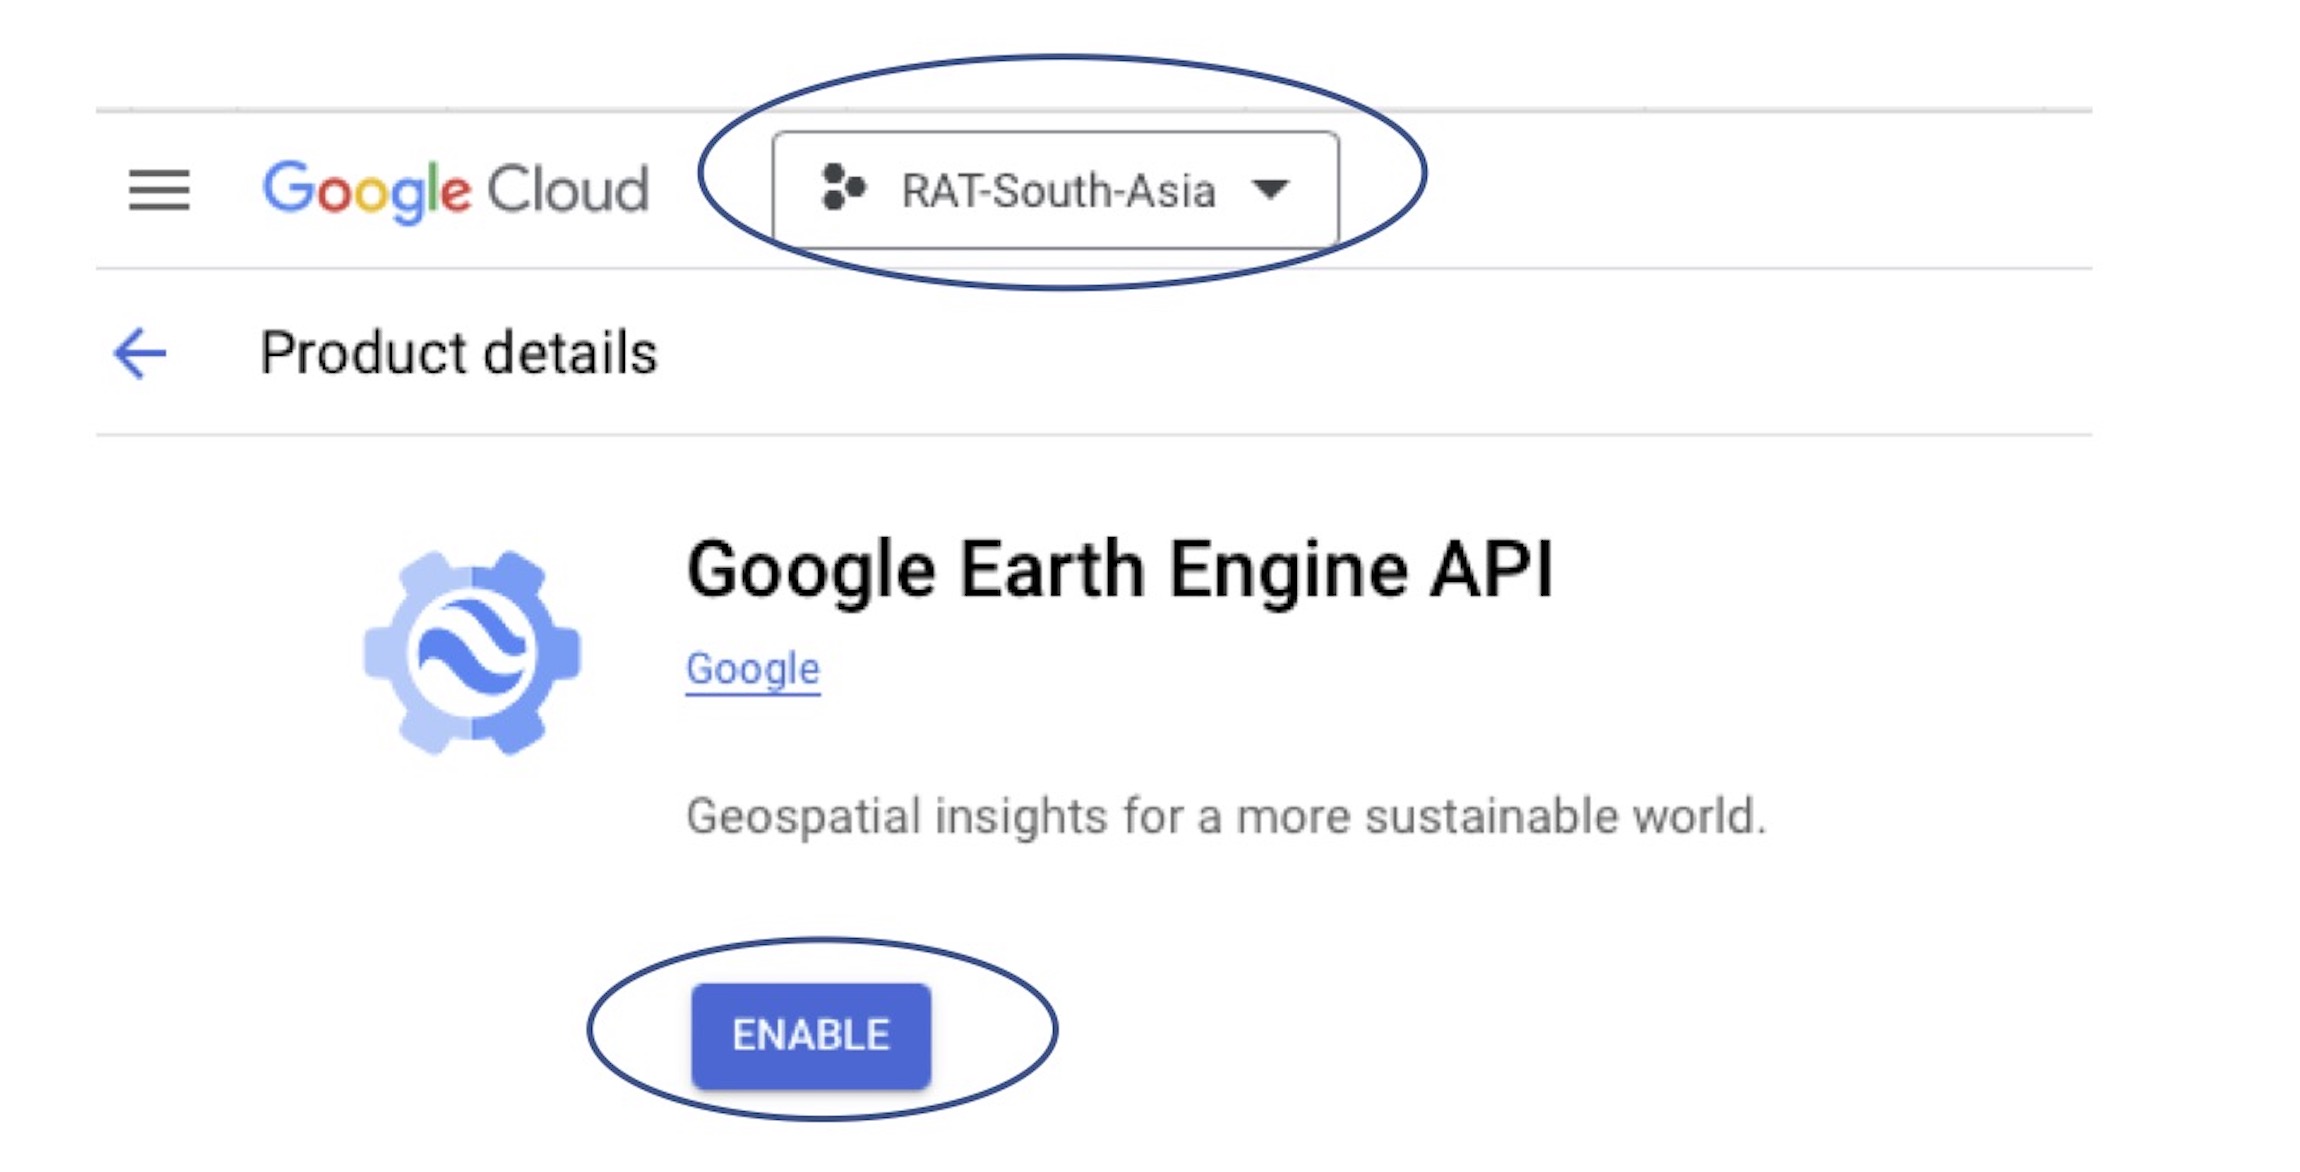 Google Cloud RAT-South-Asia
Product details
Google Earth Engine API
Google
Geospatial insights for a more sustainable world.
ENABLE